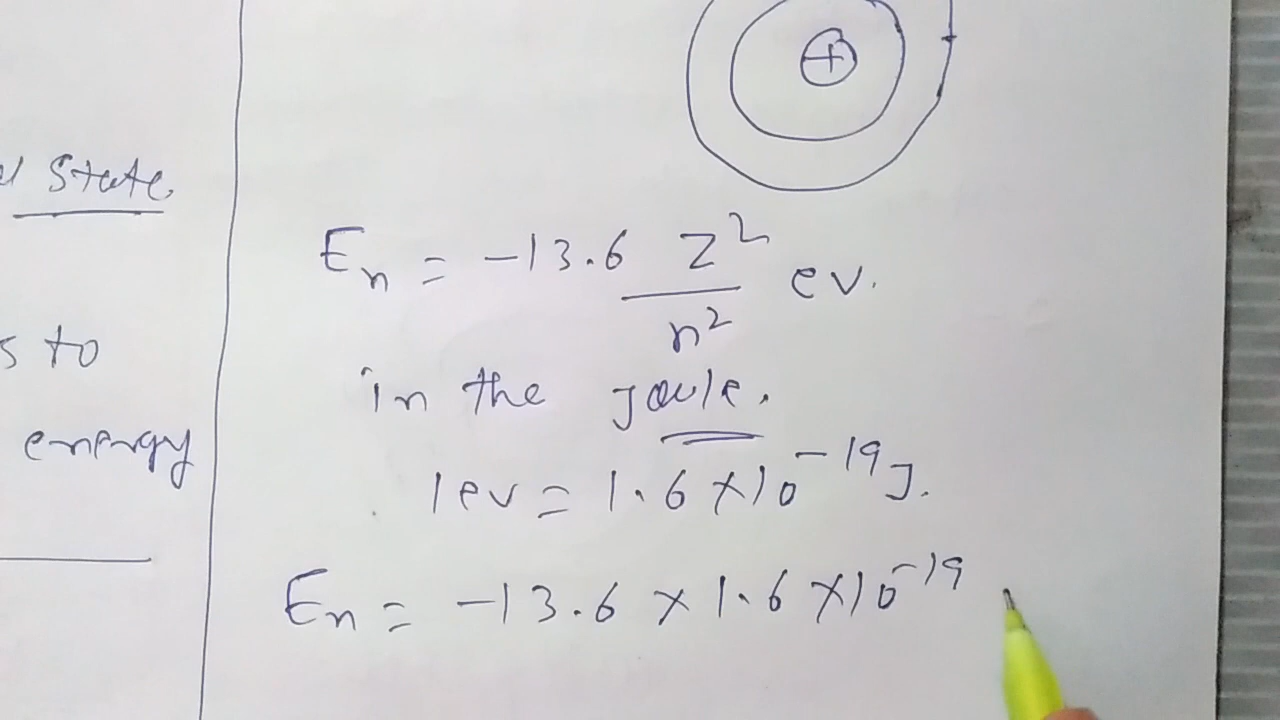 State.
s to
energy
+
En = -13.6 Z²/n² ev.
in the Joule.
1ev = 1.6 × 10⁻¹⁹ J.
En = -13.6 × 1.6 × 10⁻¹⁹